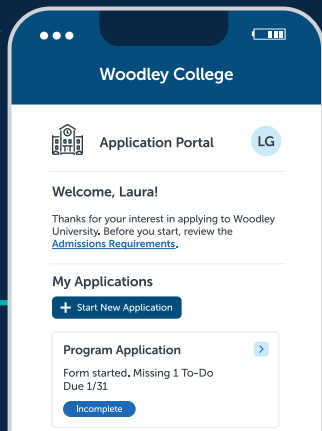 Woodley College
Application Portal
LG
Welcome, Laura!
Thanks for your interest in applying to Woodley
University. Before you start, review the
Admissions Requirements.
My Applications
+ Start New Application
Program Application
Form started. Missing 1 To-Do
Due 1/31
Incomplete